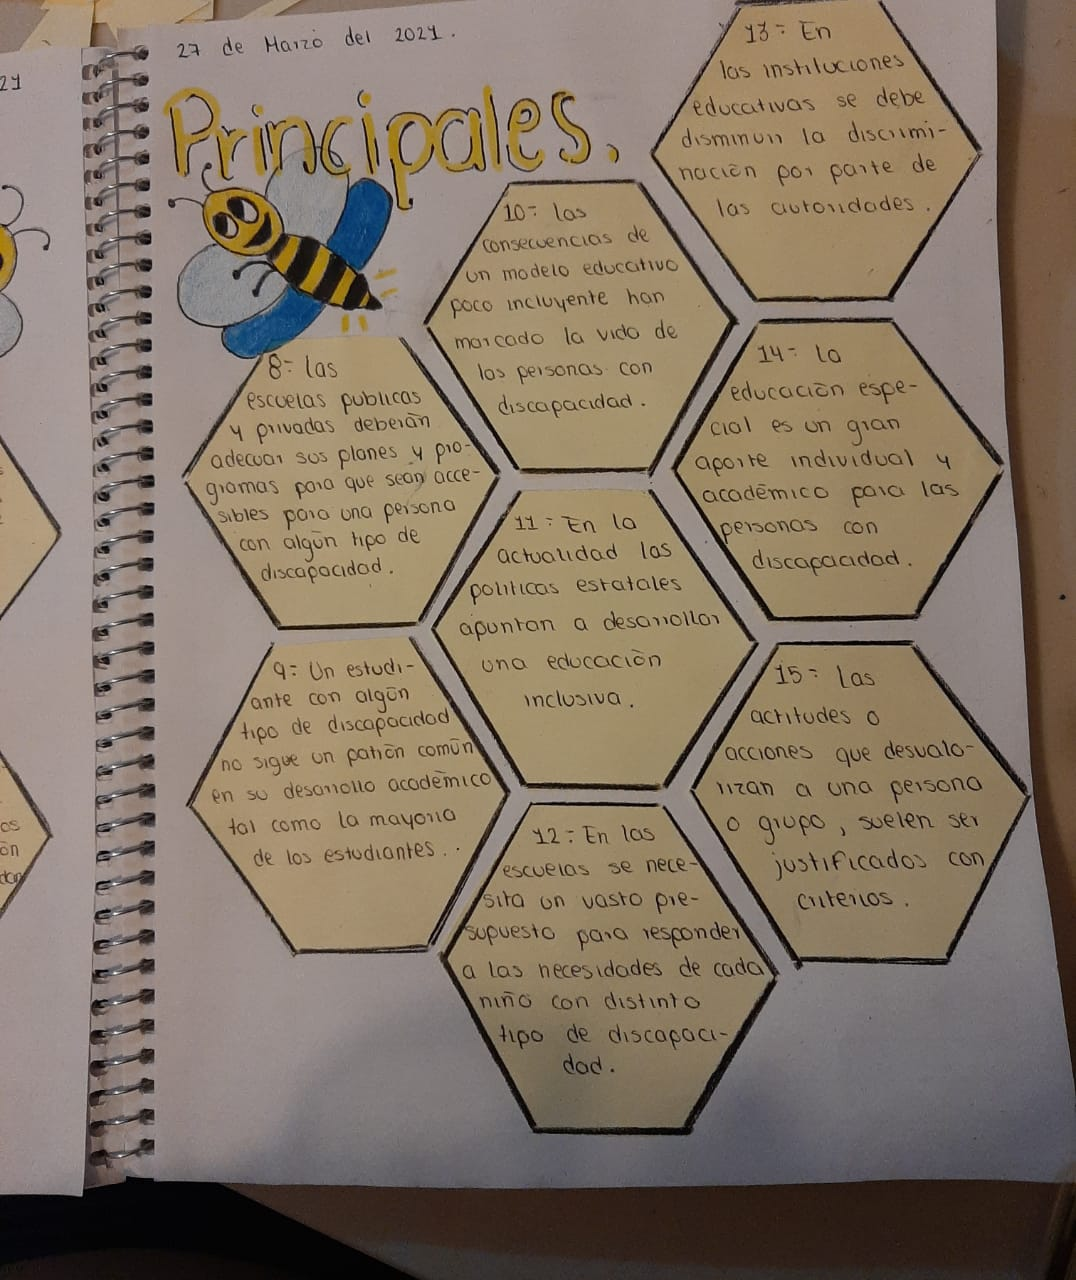 21
27 de Marzo del 2021.
Principales.
8= las
escuelas publicas
y privadas deberán
adecuar sus planes y pro-
gramas para que sean acce-
sibles para una persona
con algún tipo de
discapacidad.
9= Un estudi-
ante con algún
tipo de discapacidad
no sigue un patrón común
en su desarrollo académico
tal como la mayoria
de los estudiantes..
10= las
consecuencias de
un modelo educativo
poco incluyente han
marcado la vida de
las personas con
discapacidad.
11= En la
actualidad las
politicas estatales
apuntan a desarrollar
una educación
inclusiva.
12= En las
escuelas se nece-
sita un vasto pre-
supuesto para responder
a las necesidades de cada
niño con distinto
tipo de discapaci-
dad.
13= En
las instituciones
educativas se debe
disminuir la discrimi-
nación por parte de
las autoridades.
14= la
educación espe-
cial es un gran
aporte individual y
académico para las
personas con
discapacidad.
15= Las
actitudes o
acciones que desvalo-
rizan a una persona
o grupo, suelen ser
justificados con
criterios.